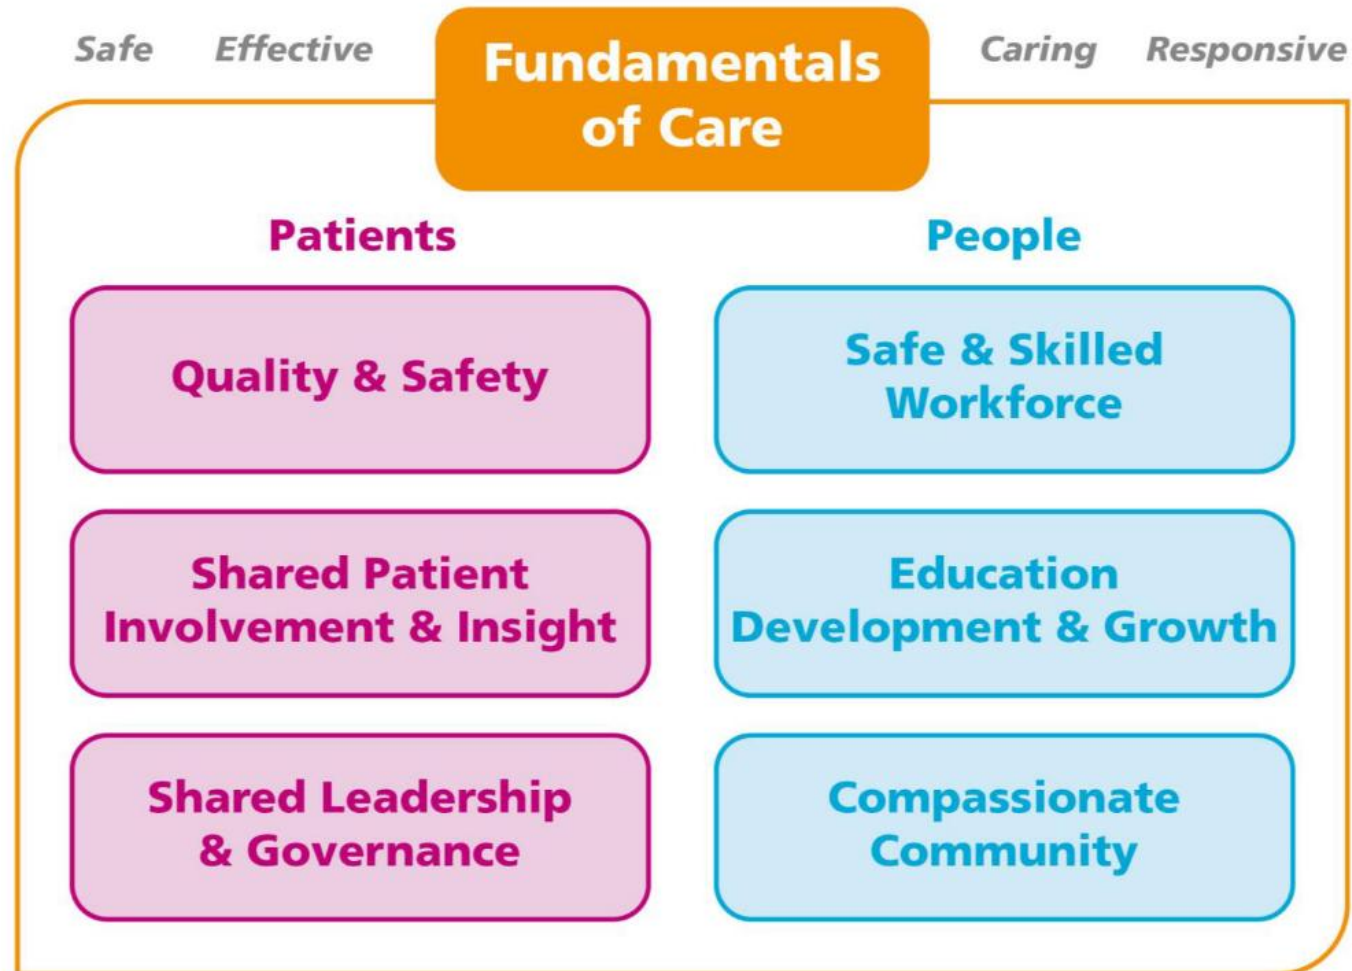 Safe Effective Caring Responsive
Fundamentals
of Care
Patients
Quality & Safety
Shared Patient
Involvement & Insight
Shared Leadership
& Governance
People
Safe & Skilled
Workforce
Education
Development & Growth
Compassionate
Community